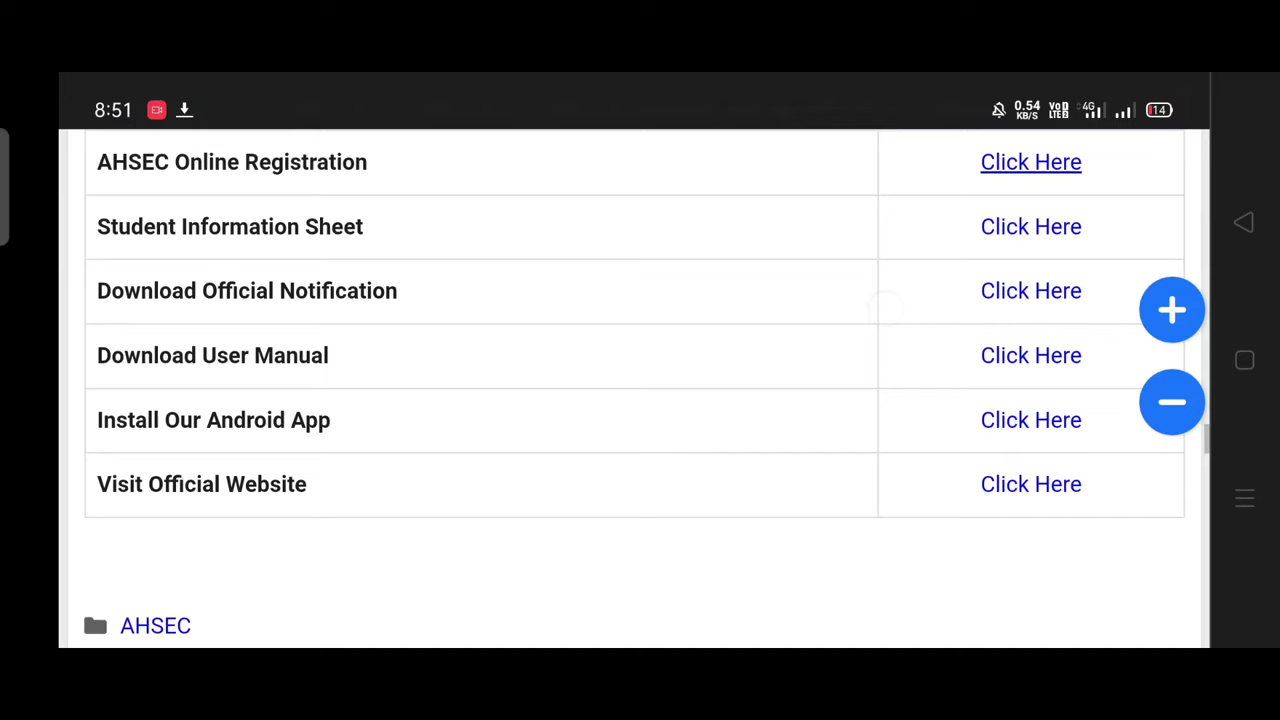 8:51 0.54 KB/S VoD LTE2 4G 14
AHSEC Online Registration Click Here
Student Information Sheet Click Here
Download Official Notification Click Here
Download User Manual Click Here
Install Our Android App Click Here
Visit Official Website Click Here
AHSEC